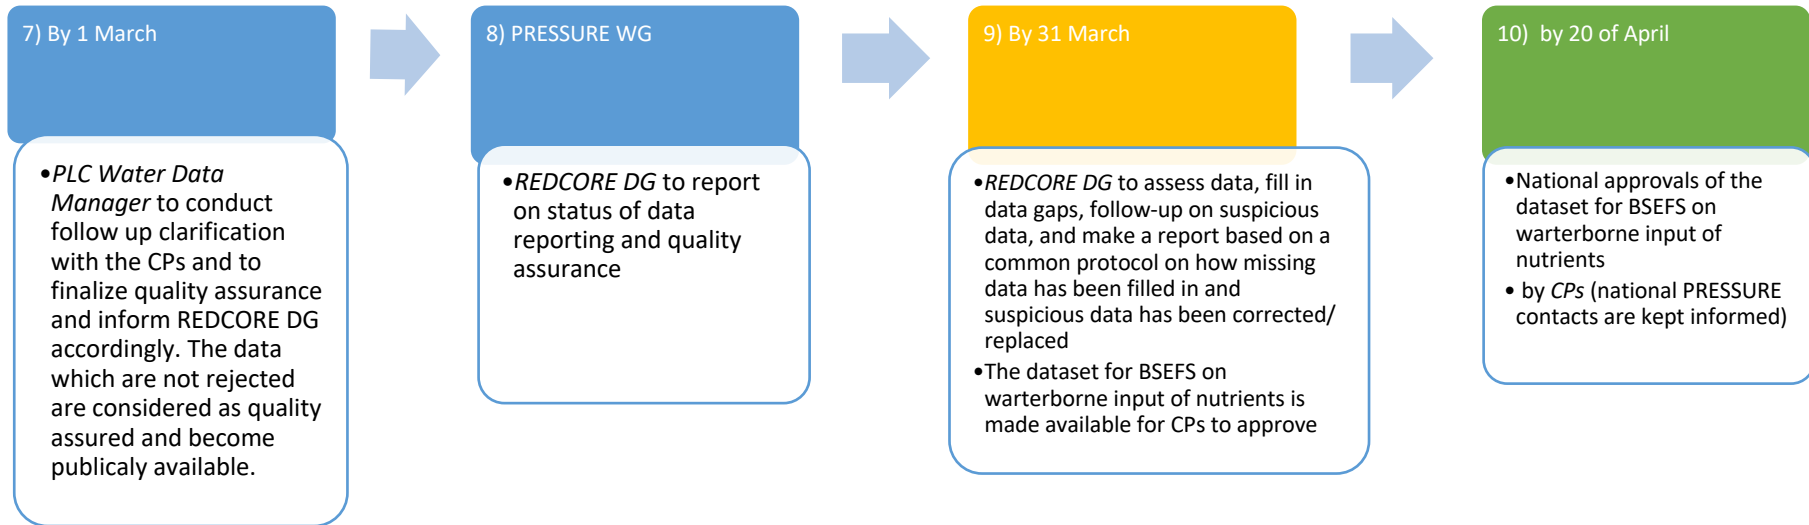 7) By 1 March
•PLC Water Data
Manager to conduct
follow up clarification
with the CPs and to
finalize quality assurance
and inform REDCORE DG
accordingly. The data
which are not rejected
are considered as quality
assured and become
publicaly available.
8) PRESSURE WG
•REDCORE DG to report
on status of data
reporting and quality
assurance
9) By 31 March
•REDCORE DG to assess data, fill in
data gaps, follow-up on suspicious
data, and make a report based on a
common protocol on how missing
data has been filled in and
suspicious data has been corrected/
replaced
•The dataset for BSEFS on
warterborne input of nutrients is
made available for CPs to approve
10) by 20 of April
•National approvals of the
dataset for BSEFS on
warterborne input of
nutrients
• by CPs (national PRESSURE
contacts are kept informed)